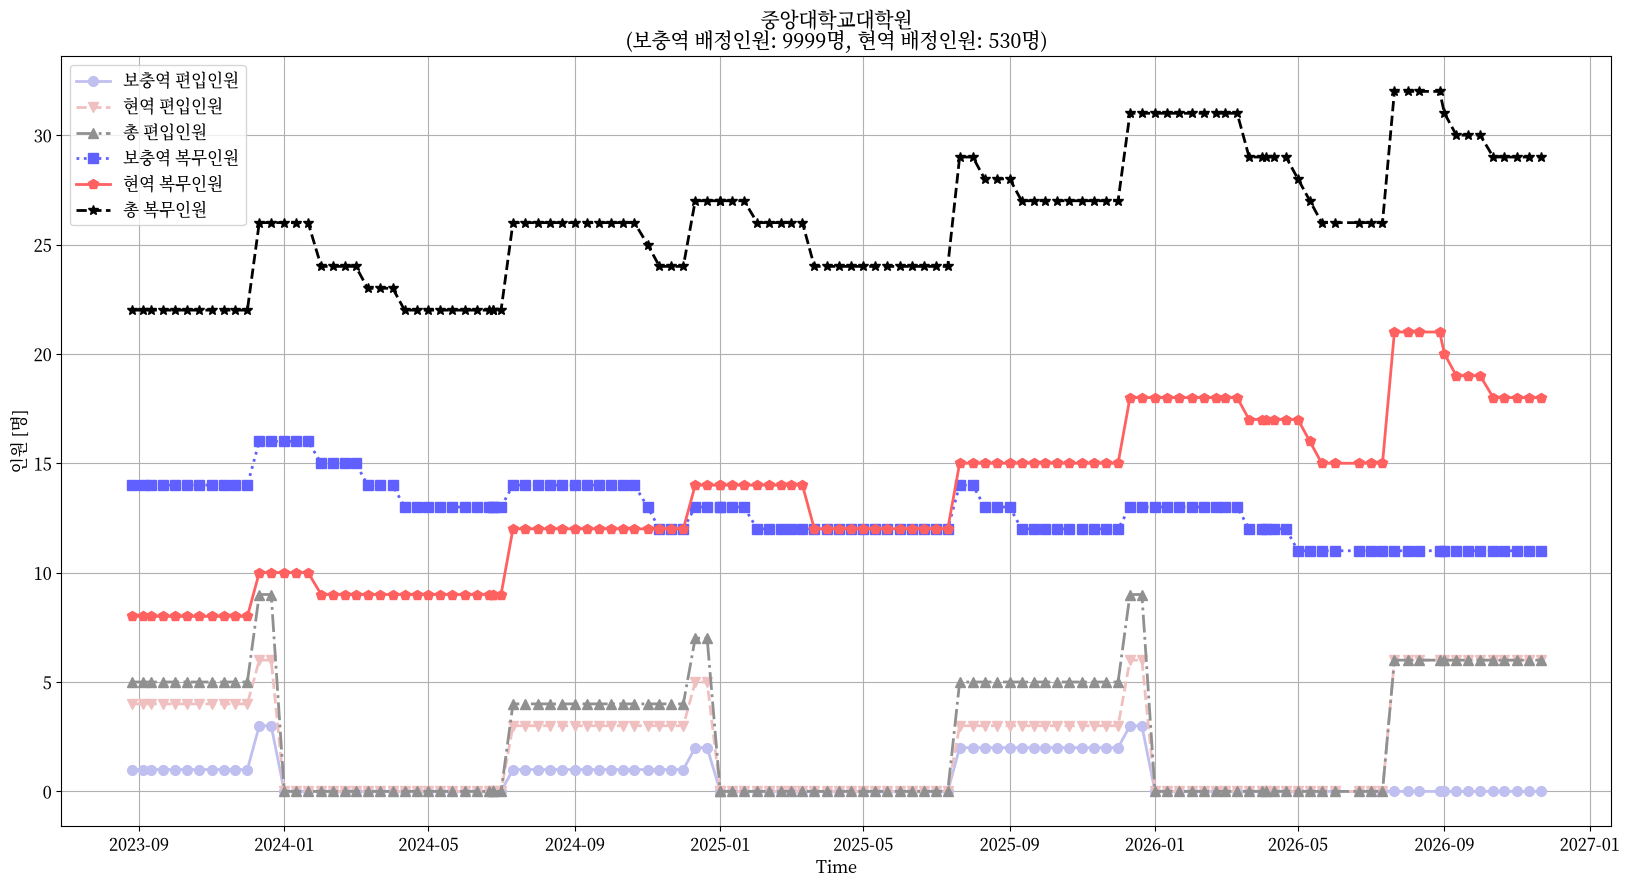 중앙대학교대학원
(보충역 배정인원: 9999명, 현역 배정인원: 530명)
보충역 편입인원
현역 편입인원
총 편입인원
보충역 복무인원
현역 복무인원
총 복무인원
인원 [명]
30
25
20
15
10
5
0
2023-09
2024-01
2024-05
2024-09
2025-01
2025-05
2025-09
2026-01
2026-05
2026-09
2027-01
Time